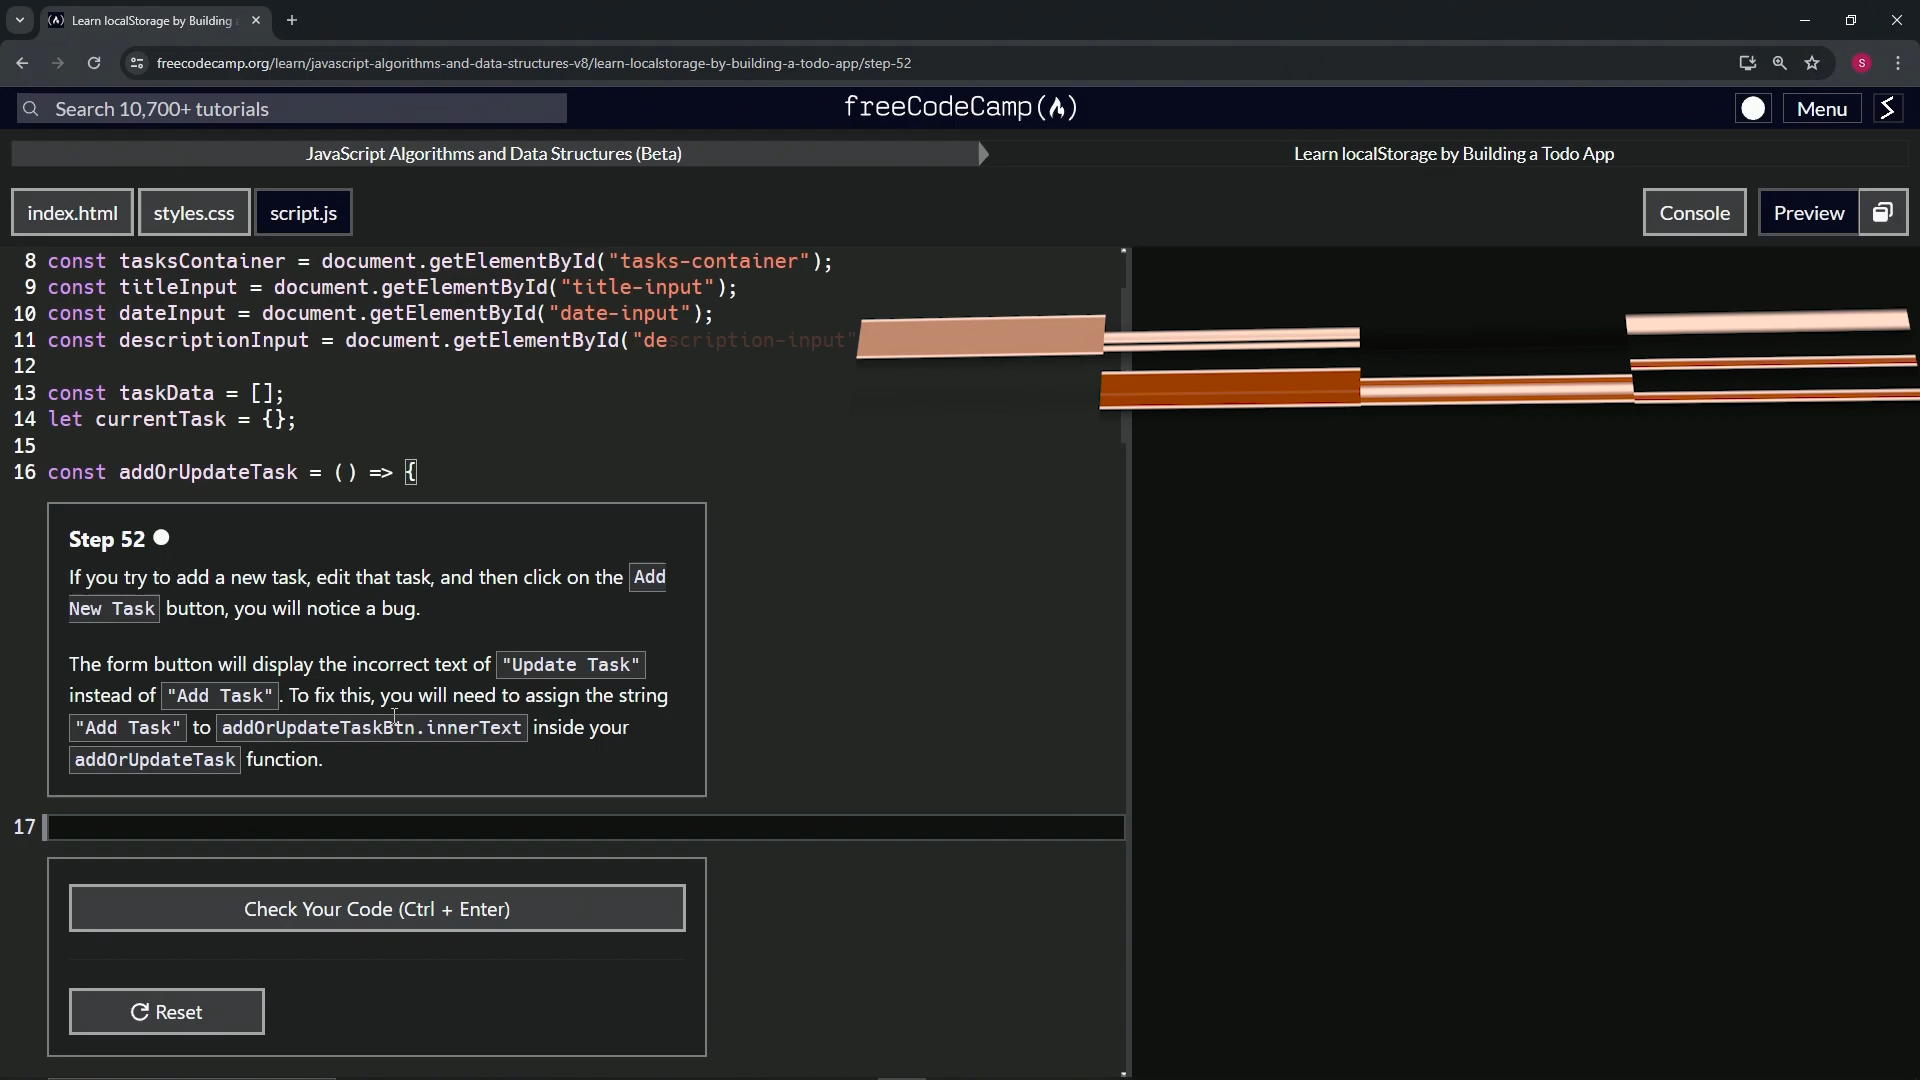 Learn localStorage by Building
freecodecamp.org/learn/javascript-algorithms-and-data-structures-v8/learn-localstorage-by-building-a-todo-app/step-52
S
Search 10,700+ tutorials
freeCodeCamp(🔥)
Menu
JavaScript Algorithms and Data Structures (Beta)
Learn localStorage by Building a Todo App
index.html
styles.css
script.js
Console
Preview
8 const tasksContainer = document.getElementById("tasks-container");
9 const titleInput = document.getElementById("title-input");
10 const dateInput = document.getElementById("date-input");
11 const descriptionInput = document.getElementById("description-input"
12
13 const taskData = [];
14 let currentTask = {};
15
16 const addOrUpdateTask = () => {
Step 52
If you try to add a new task, edit that task, and then click on the Add
New Task button, you will notice a bug.
The form button will display the incorrect text of "Update Task"
instead of "Add Task". To fix this, you will need to assign the string
"Add Task" to addOrUpdateTaskBtn.innerText inside your
addOrUpdateTask function.
17
Check Your Code (Ctrl + Enter)
Reset